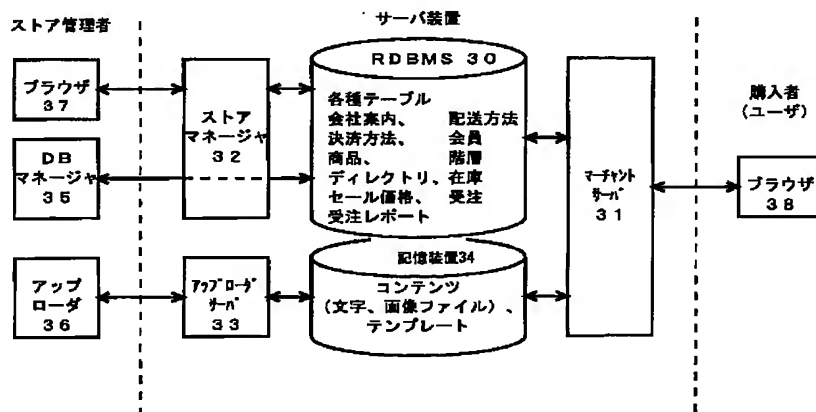 ストア管理者
サーバ装置
購入者
(ユーザ)
ブラウザ
37
DB
マネージャ
35
アップ
ローダ
36
ストア
マネージャ
32
アップローダ
サーバ
33
RDBMS 30
各種テーブル
会社案内、 配送方法
決済方法、 会員
商品、 階層
ディレクトリ、在庫
セール価格、 受注
受注レポート
記憶装置34
コンテンツ
(文字、画像ファイル)、
テンプレート
マーチャント
サーバ
31
ブラウザ
38